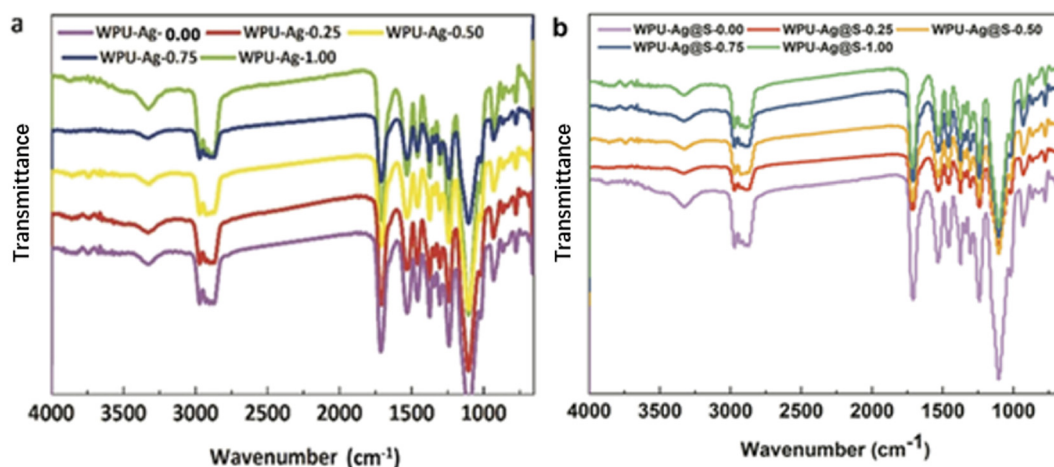 a
WPU-Ag-0.00 WPU-Ag-0.25 WPU-Ag-0.50
WPU-Ag-0.75 WPU-Ag-1.00
Transmittance
4000 3500 3000 2500 2000 1500 1000
Wavenumber (cm-1)
b
WPU-Ag@S-0.00 WPU-Ag@S-0.25 WPU-Ag@S-0.50
WPU-Ag@S-0.75 WPU-Ag@S-1.00
Transmittance
4000 3500 3000 2500 2000 1500 1000
Wavenumber (cm-1)